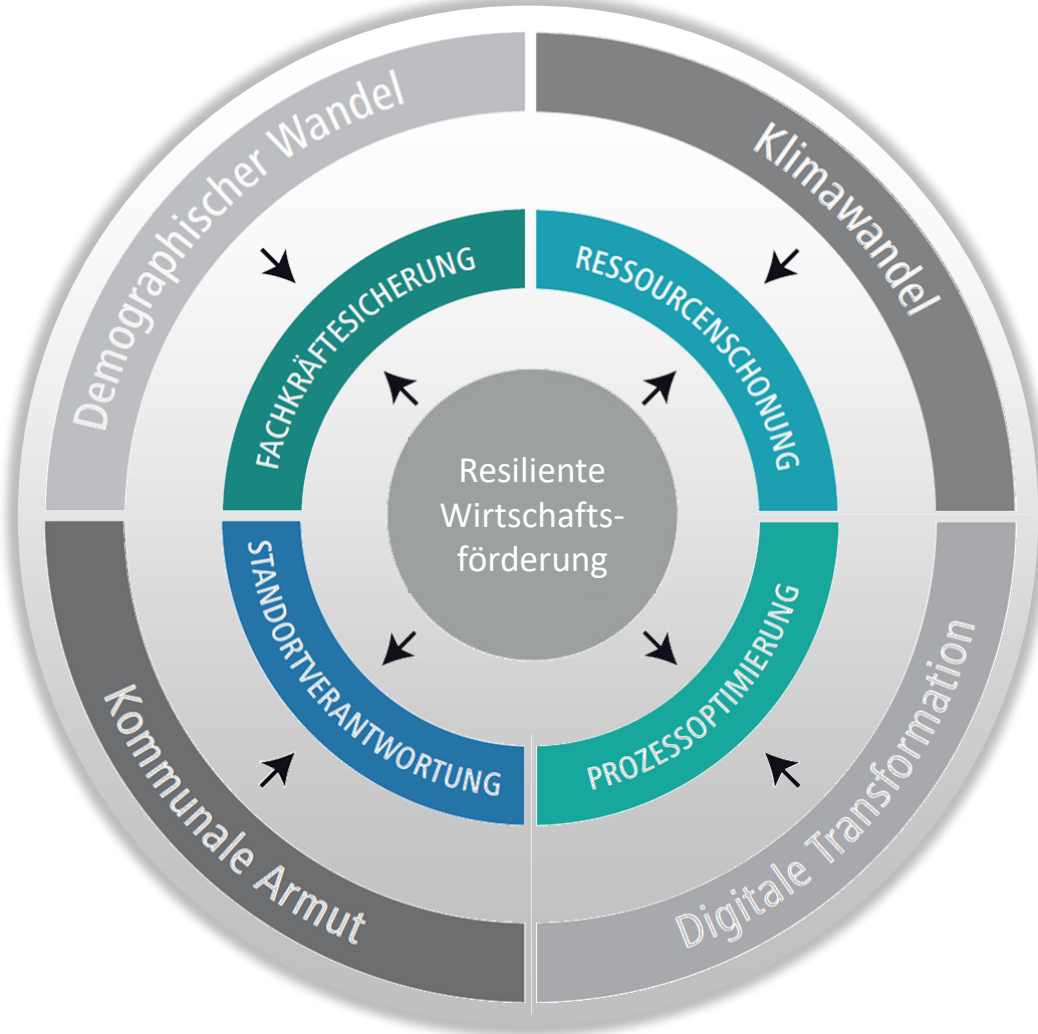 Demographischer Wandel
Klimawandel
FACHKRÄFTESICHERUNG
RESSOURCENSCHONUNG
Resiliente
Wirtschafts-
förderung
STANDORTVERANTWORTUNG
PROZESSOPTIMIERUNG
Kommunale Armut
Digitale Transformation